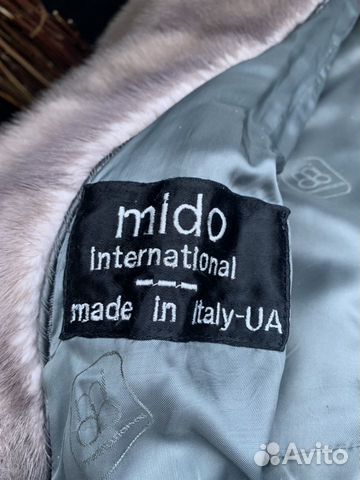 mido
international
made in Italy-UA
Avito